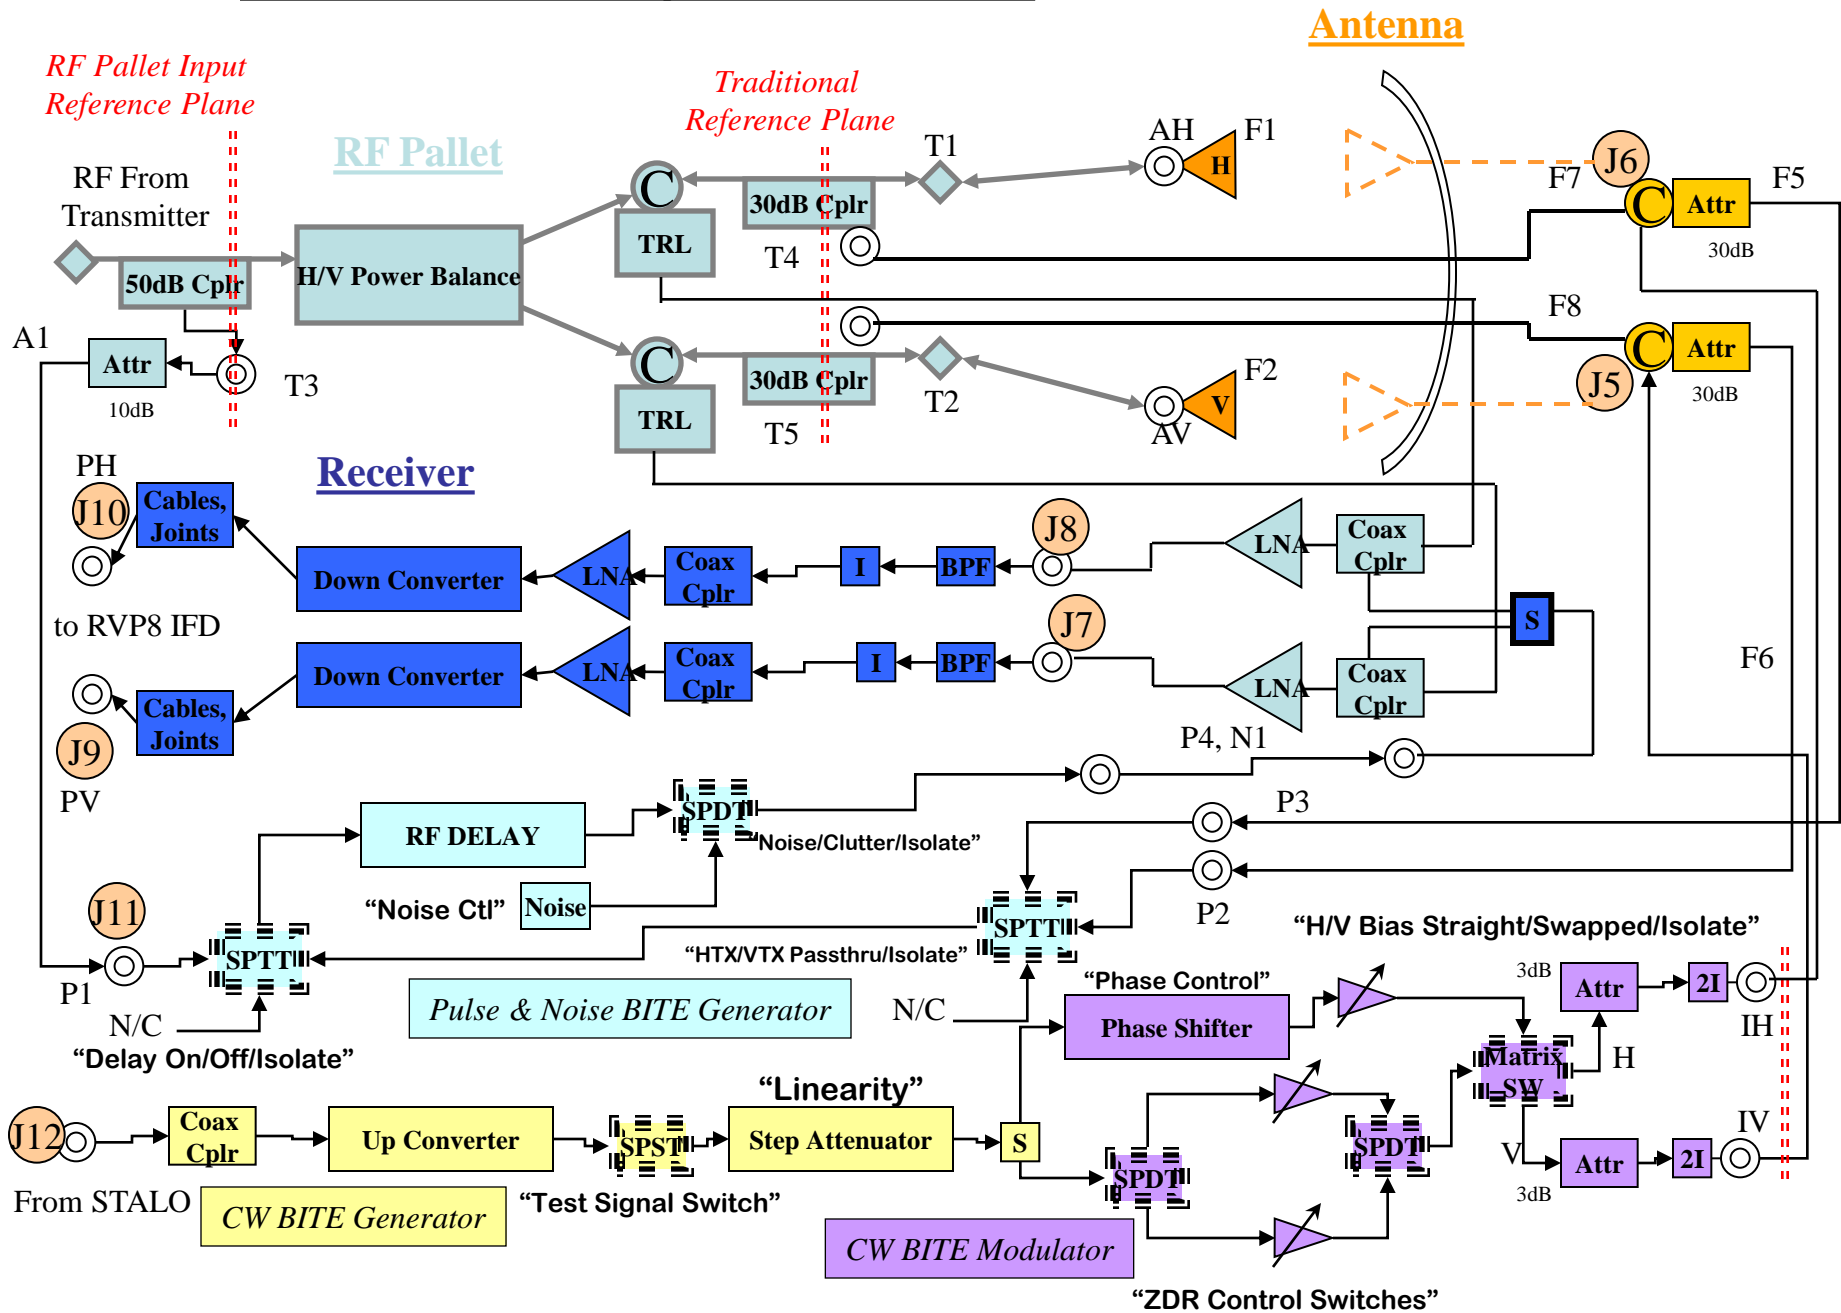 Antenna
RF Pallet Input
Reference Plane
Traditional
Reference Plane
RF Pallet
RF From
Transmitter
T1
AH
F1
H
J6
F7
C
Attr
F5
30dB
C
30dB Cplr
TRL
T4
50dB Cplr
H/V Power Balance
A1
Attr
10dB
T3
F8
C
Attr
30dB
J5
C
30dB Cplr
TRL
T5
T2
F2
V
AV
PH
J10
Cables,
Joints
Receiver
Down Converter
LNA
Coax
Cplr
I
BPF
J8
LNA
Coax
Cplr
S
to RVP8 IFD
Down Converter
LNA
Coax
Cplr
I
BPF
J7
LNA
Coax
Cplr
F6
Cables,
Joints
J9
PV
P4, N1
P3
RF DELAY
SPDT
"Noise/Clutter/Isolate"
"Noise Ctl"
Noise
P2
J11
P1
SPTT
SPTT
"HTX/VTX Passthru/Isolate"
"H/V Bias Straight/Swapped/Isolate"
N/C
"Delay On/Off/Isolate"
Pulse & Noise BITE Generator
N/C
"Phase Control"
Phase Shifter
3dB
Attr
2I
IH
Matrix
SW
H
J12
Coax
Cplr
Up Converter
SPST
"Linearity"
Step Attenuator
S
SPDT
SPDT
V
Attr
3dB
2I
IV
From STALO
CW BITE Generator
"Test Signal Switch"
CW BITE Modulator
"ZDR Control Switches"